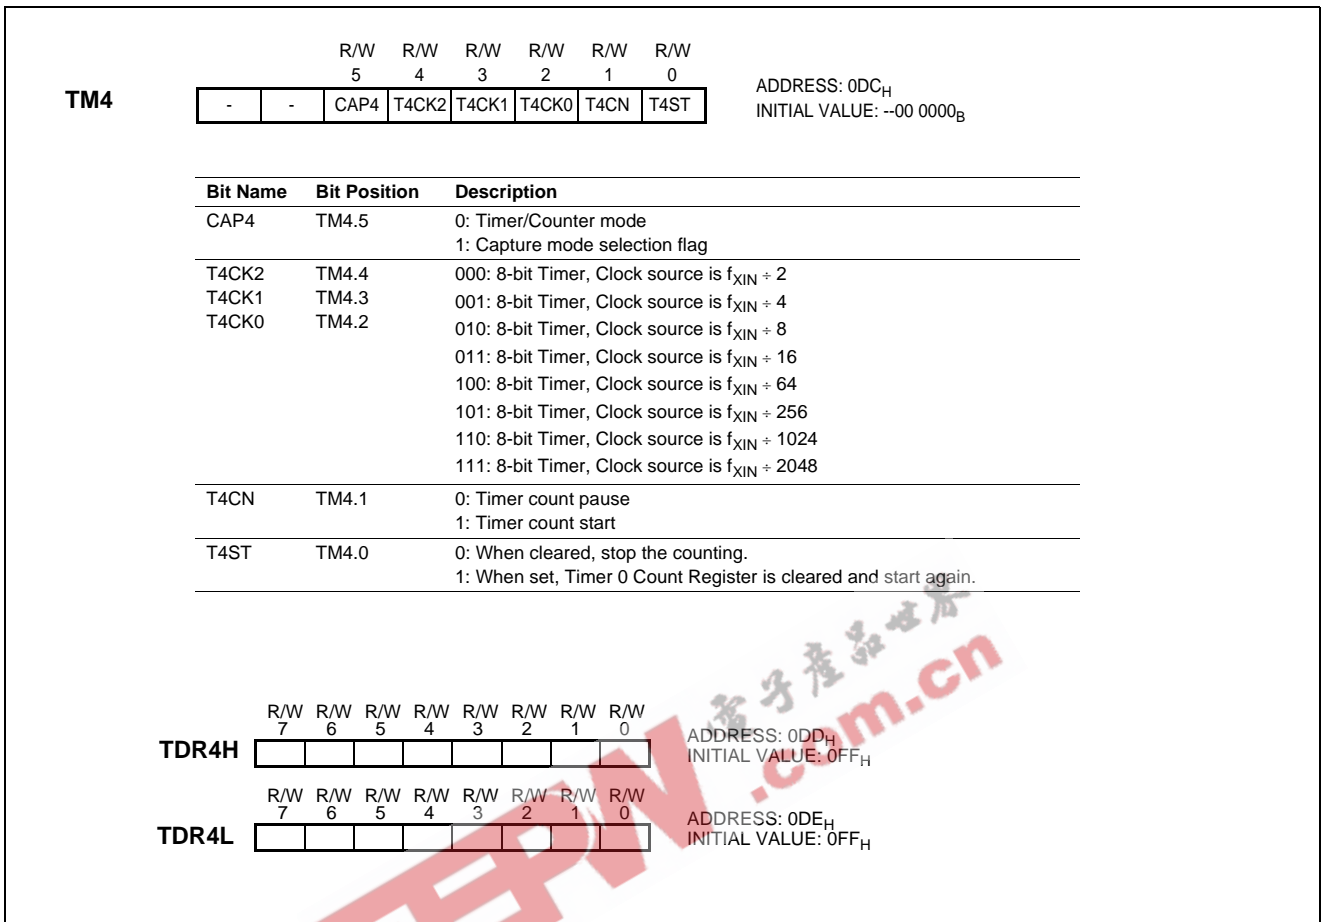 R/W R/W R/W R/W R/W R/W
5 4 3 2 1 0
TM4 - - CAP4 T4CK2 T4CK1 T4CK0 T4CN T4ST
ADDRESS: 0DCH
INITIAL VALUE: --00 0000B
Bit Name Bit Position Description
CAP4 TM4.5 0: Timer/Counter mode
1: Capture mode selection flag
T4CK2 TM4.4 000: 8-bit Timer, Clock source is fXIN ÷ 2
T4CK1 TM4.3 001: 8-bit Timer, Clock source is fXIN ÷ 4
T4CK0 TM4.2 010: 8-bit Timer, Clock source is fXIN ÷ 8
011: 8-bit Timer, Clock source is fXIN ÷ 16
100: 8-bit Timer, Clock source is fXIN ÷ 64
101: 8-bit Timer, Clock source is fXIN ÷ 256
110: 8-bit Timer, Clock source is fXIN ÷ 1024
111: 8-bit Timer, Clock source is fXIN ÷ 2048
T4CN TM4.1 0: Timer count pause
1: Timer count start
T4ST TM4.0 0: When cleared, stop the counting.
1: When set, Timer 0 Count Register is cleared and start again.
R/W R/W R/W R/W R/W R/W R/W R/W
7 6 5 4 3 2 1 0
TDR4H
ADDRESS: 0DDH
INITIAL VALUE: 0FFH
R/W R/W R/W R/W R/W R/W R/W R/W
7 6 5 4 3 2 1 0
TDR4L
ADDRESS: 0DEH
INITIAL VALUE: 0FFH
電子產品世界
.com.cn